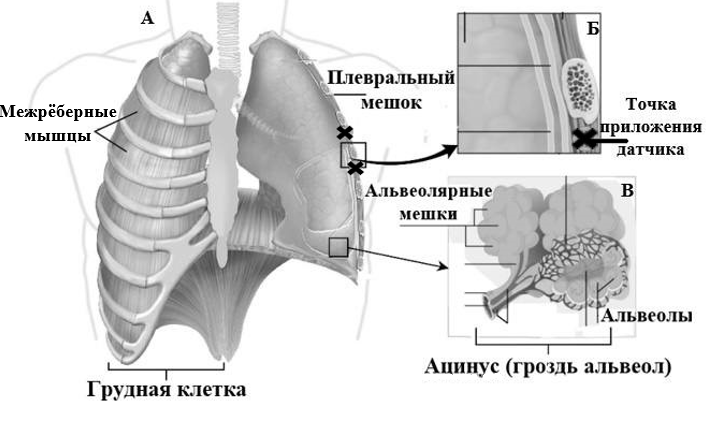 А
Межрёберные
мышцы
Плевральный
мешок
Б
Точка
приложения
датчика
Альвеолярные
мешки
В
Альвеолы
Ацинус (гроздь альвеол)
Грудная клетка